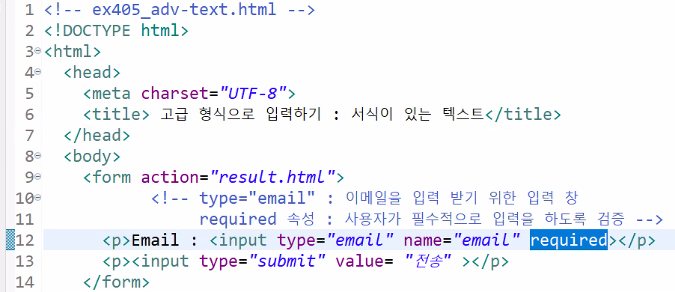 1 <!-- ex405_adv-text.html -->
2 <!DOCTYPE html>
3 <html>
4 <head>
5 <meta charset="UTF-8">
6 <title> 고급 형식으로 입력하기 : 서식이 있는 텍스트</title>
7 </head>
8 <body>
9 <form action="result.html">
10 <!-- type="email" : 이메일을 입력 받기 위한 입력 창
11 required 속성 : 사용자가 필수적으로 입력을 하도록 검증 -->
12 <p>Email : <input type="email" name="email" required></p>
13 <p><input type="submit" value= "전송" ></p>
14 </form>